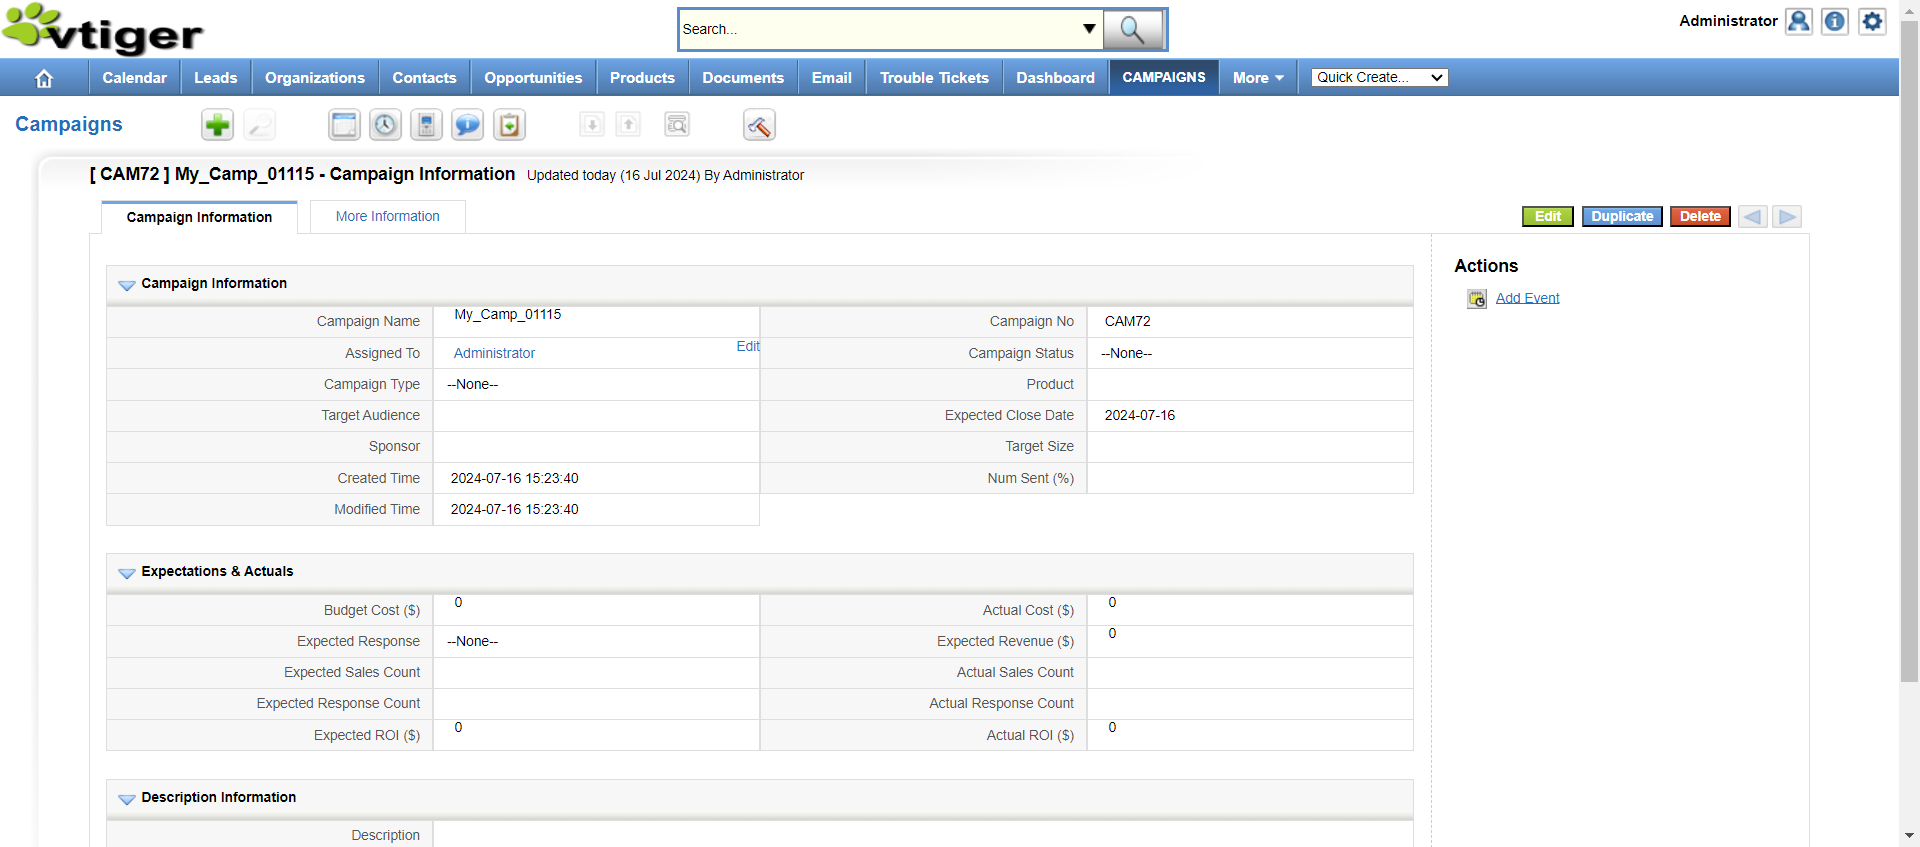 vtiger
Search...
Administrator
Calendar
Leads
Organizations
Contacts
Opportunities
Products
Documents
Email
Trouble Tickets
Dashboard
CAMPAIGNS
More
Quick Create...
Campaigns
[ CAM72 ] My_Camp_01115 - Campaign Information Updated today (16 Jul 2024) By Administrator
Campaign Information
More Information
Edit
Duplicate
Delete
Campaign Information
Campaign Name My_Camp_01115 Campaign No CAM72
Assigned To Administrator Edit Campaign Status --None--
Campaign Type --None-- Product
Target Audience Expected Close Date 2024-07-16
Sponsor Target Size
Created Time 2024-07-16 15:23:40 Num Sent (%)
Modified Time 2024-07-16 15:23:40
Expectations & Actuals
Budget Cost ($) 0 Actual Cost ($) 0
Expected Response --None-- Expected Revenue ($) 0
Expected Sales Count Actual Sales Count
Expected Response Count Actual Response Count
Expected ROI ($) 0 Actual ROI ($) 0
Description Information
Description
Actions
Add Event